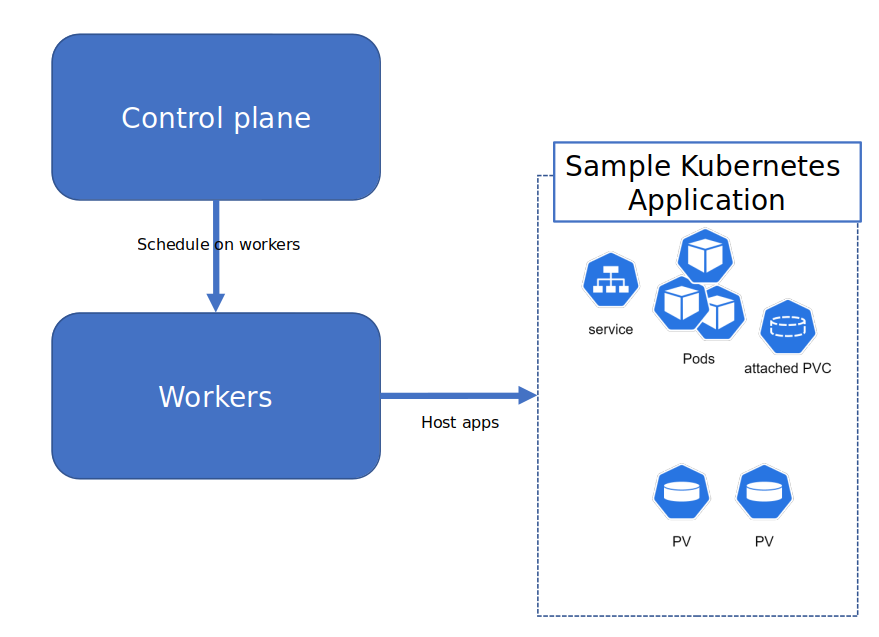 Control plane
Schedule on workers
Workers
Host apps
Sample Kubernetes
Application
service
Pods
attached PVC
PV
PV